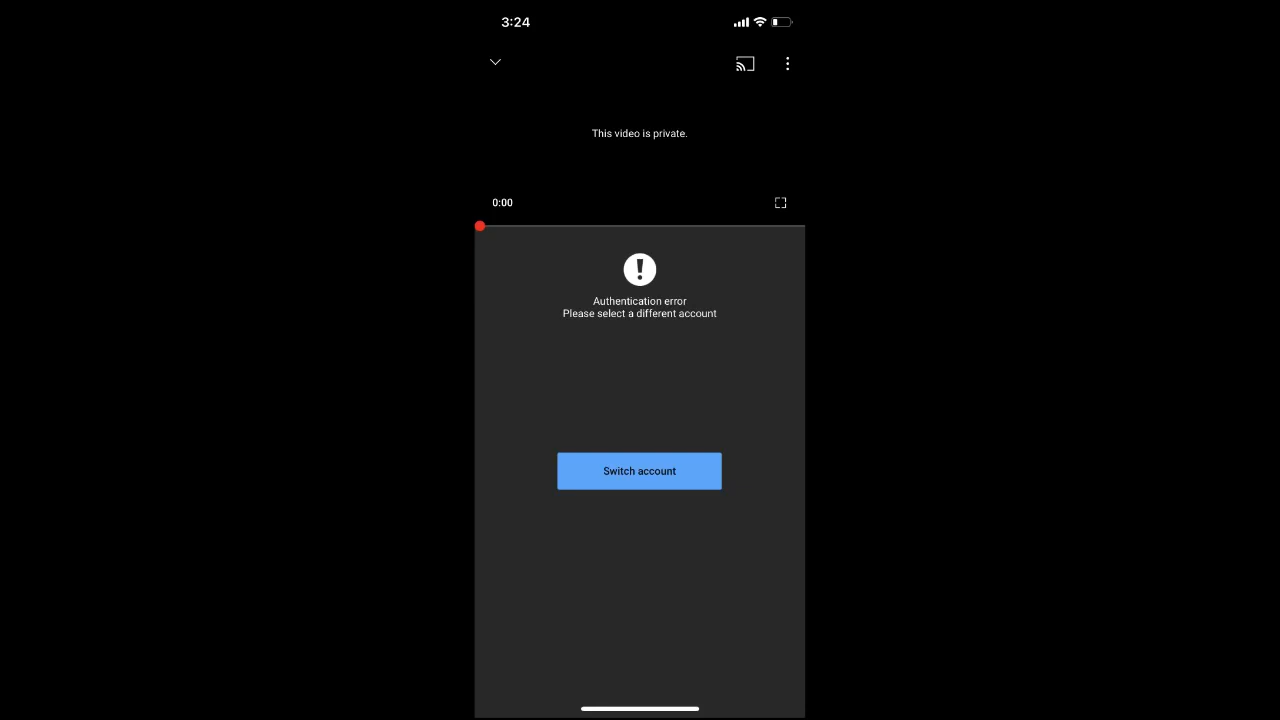 3:24
This video is private.
0:00
Authentication error
Please select a different account
Switch account